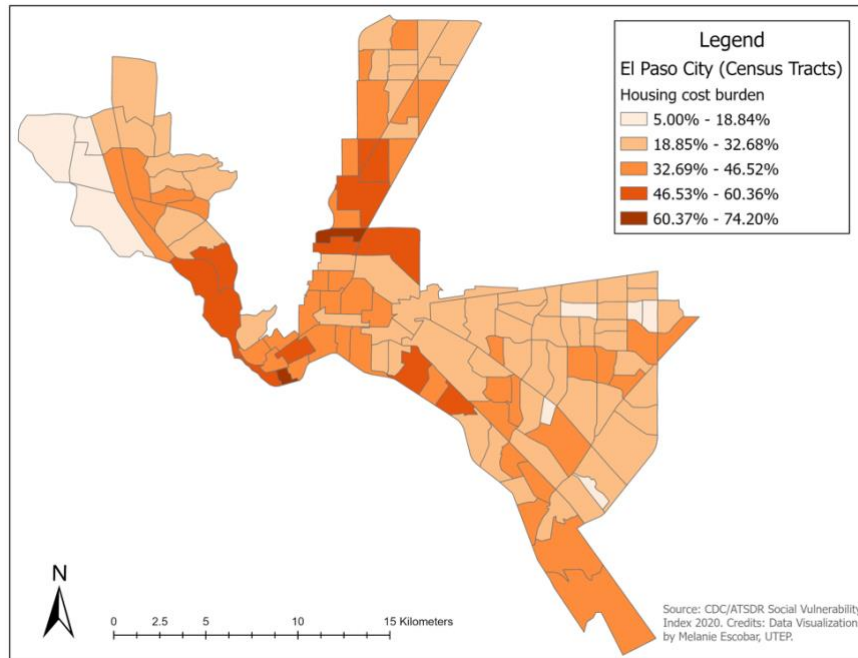 Legend
El Paso City (Census Tracts)
Housing cost burden
5.00% - 18.84%
18.85% - 32.68%
32.69% - 46.52%
46.53% - 60.36%
60.37% - 74.20%
N
0 2.5 5 10 15 Kilometers
Source: CDC/ATSDR Social Vulnerability
Index 2020. Credits: Data Visualization
by Melanie Escobar, UTEP.